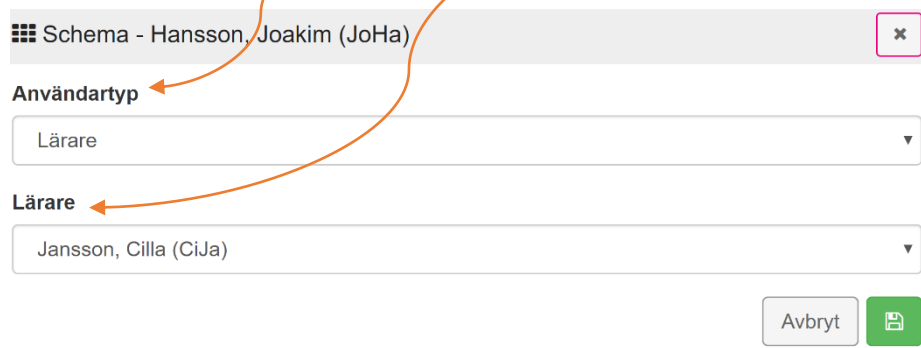 Schema - Hansson, Joakim (JoHa)
Användartyp
Lärare
Lärare
Jansson, Cilla (CiJa)
Avbryt